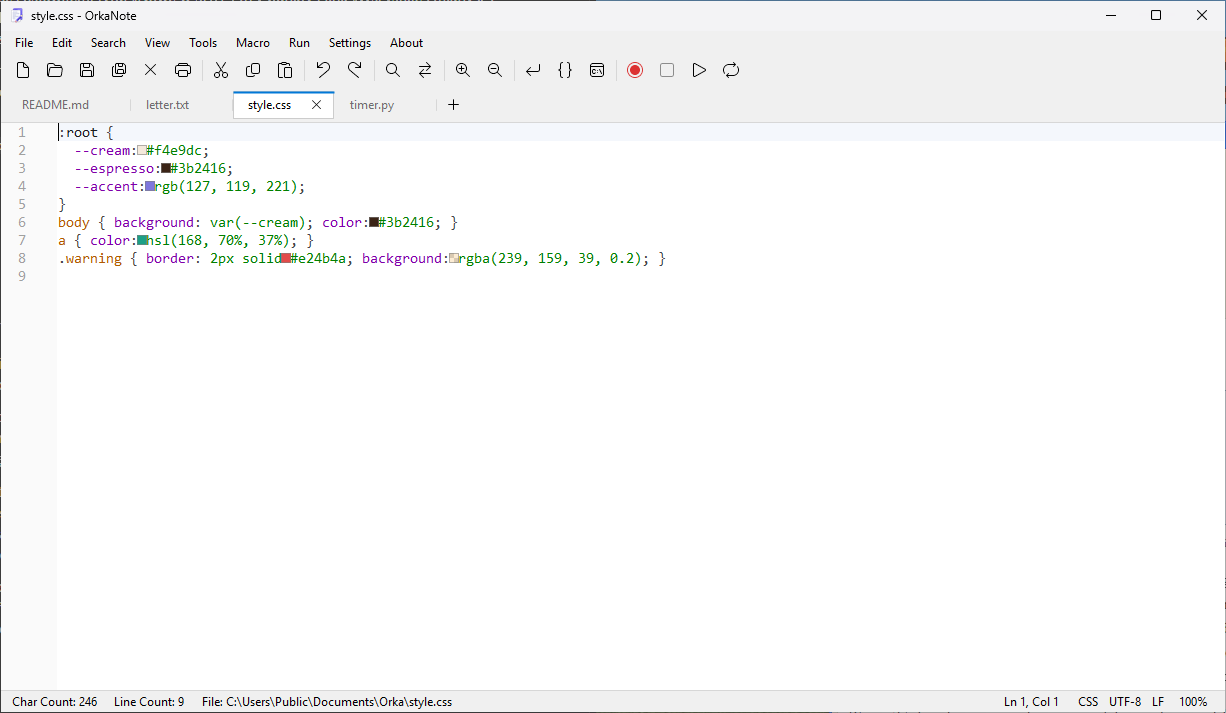 style.css - OrkaNote
File Edit Search View Tools Macro Run Settings About
README.md letter.txt style.css timer.py
1 :root {
2 --cream: #f4e9dc;
3 --espresso: #3b2416;
4 --accent: rgb(127, 119, 221);
5 }
6 body { background: var(--cream); color: #3b2416; }
7 a { color: hsl(168, 70%, 37%); }
8 .warning { border: 2px solid #e24b4a; background: rgba(239, 159, 39, 0.2); }
9
Char Count: 246 Line Count: 9 File: C:\Users\Public\Documents\Orka\style.css Ln 1, Col 1 CSS UTF-8 LF 100%